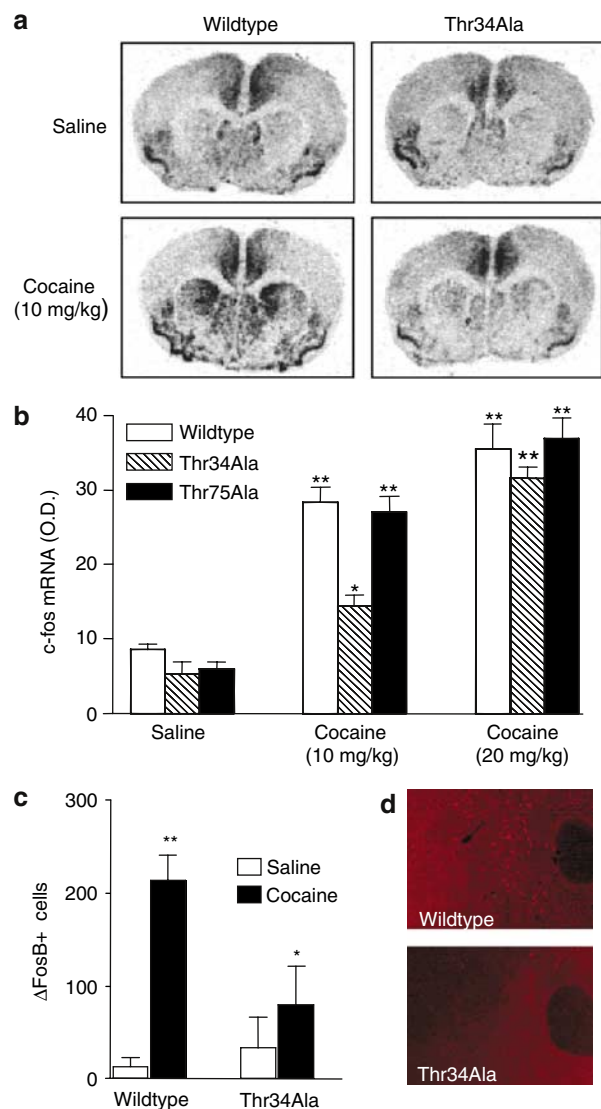 a
Wildtype Thr34Ala
Saline
Cocaine
(10 mg/kg)
b
40
30
20
10
0
c-fos mRNA (O.D.)
Wildtype
Thr34Ala
Thr75Ala
** **
*
** ** **
Saline Cocaine Cocaine
(10 mg/kg) (20 mg/kg)
c
300
200
100
0
ΔFosB+ cells
**
*
Saline
Cocaine
Wildtype Thr34Ala
d
Wildtype
Thr34Ala